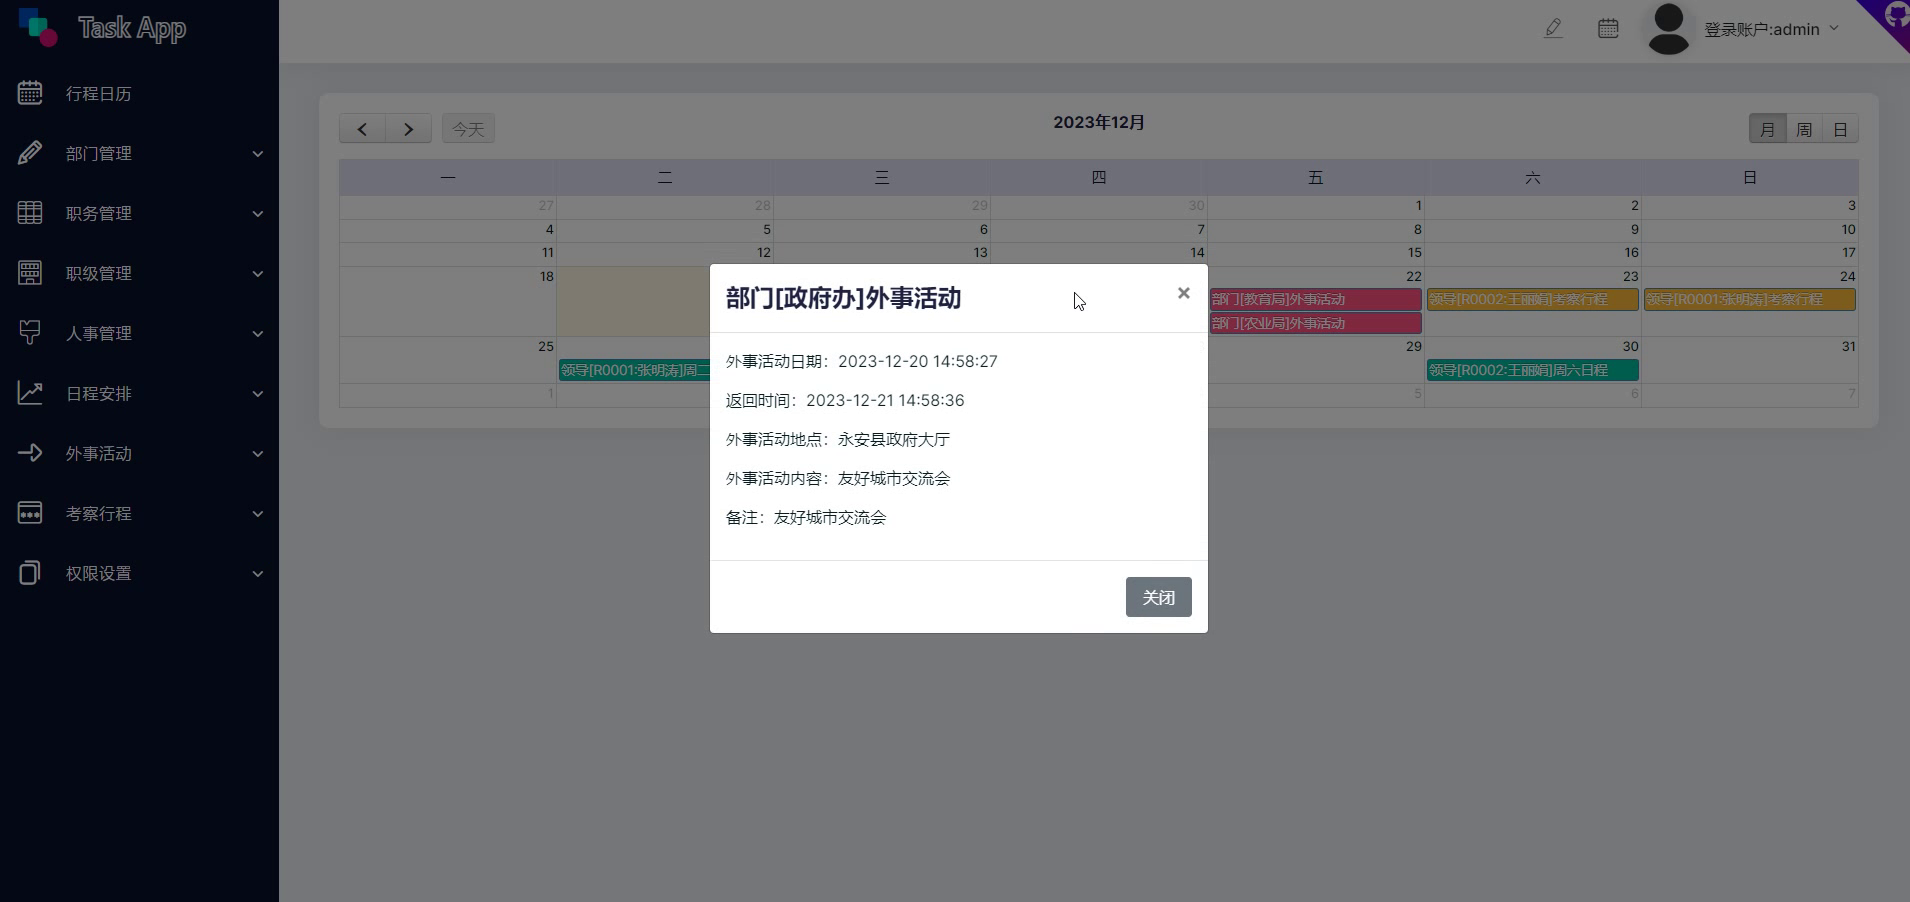 Task App
登录账户:admin
行程日历
部门管理
职务管理
职级管理
人事管理
日程安排
外事活动
考察行程
权限设置
今天
2023年12月
月 周 日
一 二 三 四 五 六 日
27 28 29 30 1 2 3
4 5 6 7 8 9 10
11 12 13 14 15 16 17
18 22 23 24
部门[教育局]外事活动 领导[R0002:王丽娟]考察行程 领导[R0001:张明涛]考察行程
部门[农业局]外事活动
25 29 30 31
领导[R0001:张明涛]周二 领导[R0002:王丽娟]周六日程
1 5 6 7
部门[政府办]外事活动
×
外事活动日期：2023-12-20 14:58:27
返回时间：2023-12-21 14:58:36
外事活动地点：永安县政府大厅
外事活动内容：友好城市交流会
备注：友好城市交流会
关闭